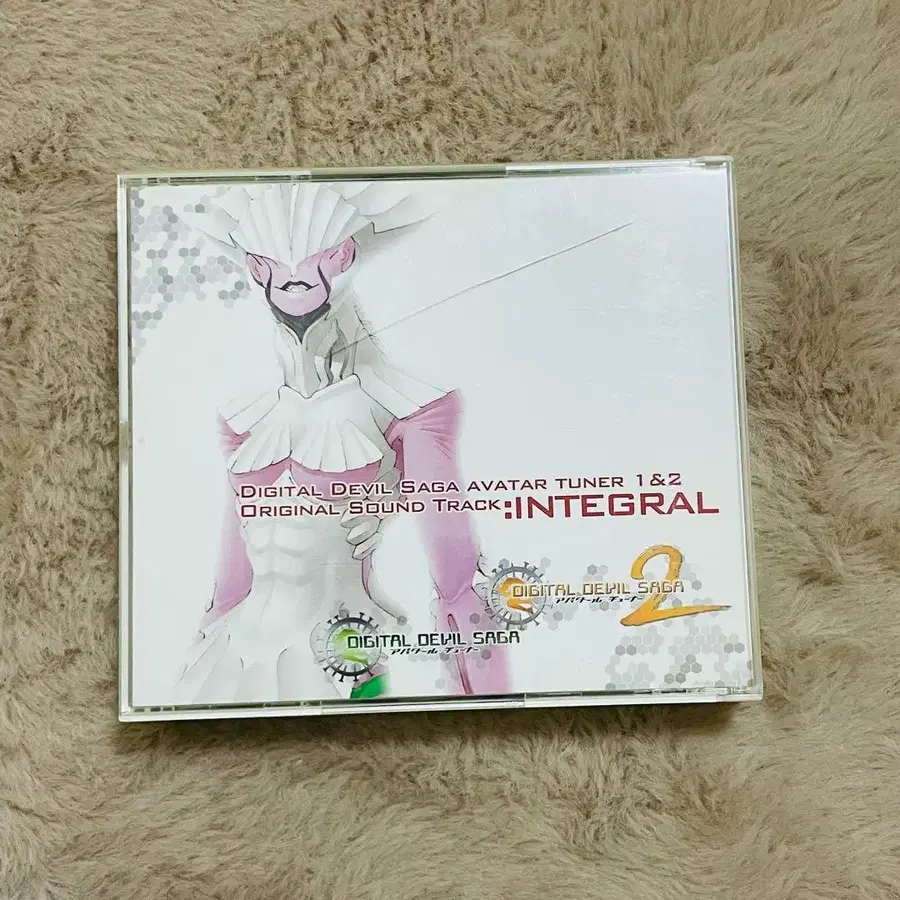 DIGITAL DEVIL SAGA AVATAR TUNER 1&2
ORIGINAL SOUND TRACK:INTEGRAL
DIGITAL DEVIL SAGA 2
アバタール チューナー
DIGITAL DEVIL SAGA
アバタール チューナー